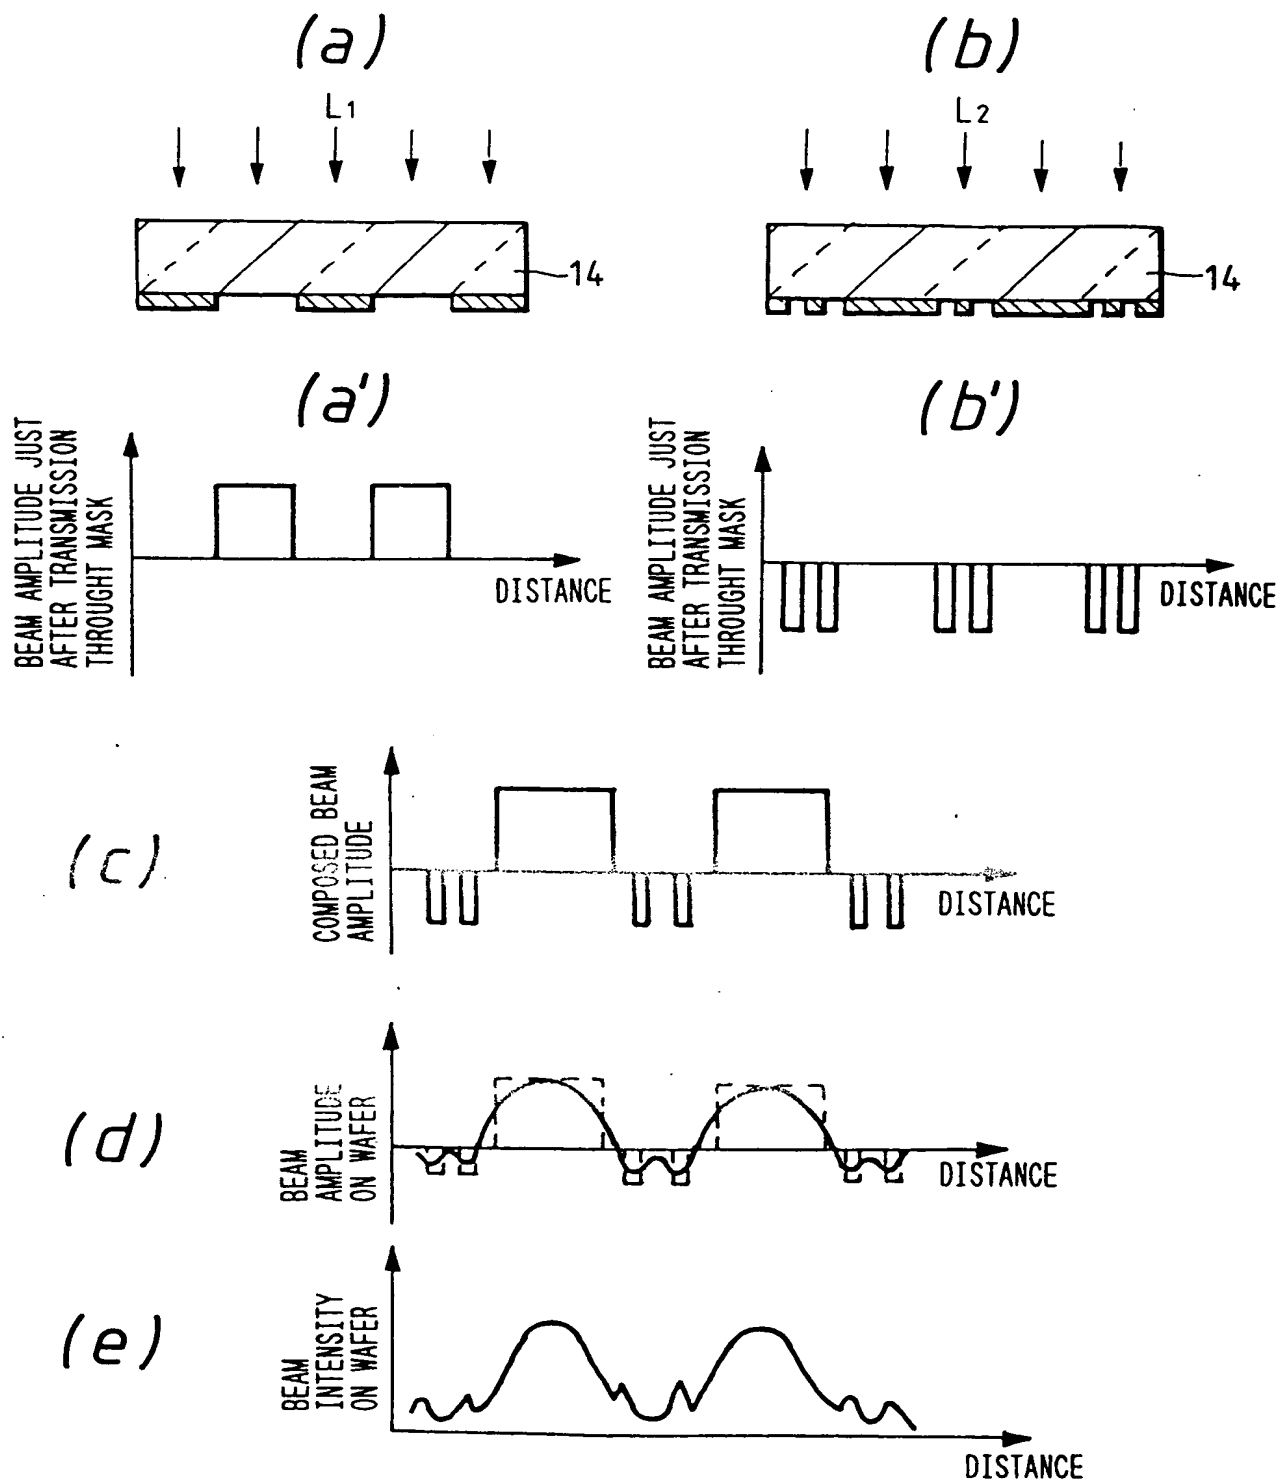 (a)
(b)
L1
L2
14
14
(a')
(b')
BEAM AMPLITUDE JUST
AFTER TRANSMISSION
THROUGHT MASK
DISTANCE
BEAM AMPLITUDE JUST
AFTER TRANSMISSION
THROUGHT MASK
DISTANCE
(c)
COMPOSED BEAM
AMPLITUDE
DISTANCE
(d)
BEAM
AMPLITUDE
ON WAFER
DISTANCE
(e)
BEAM
INTENSITY
ON WAFER
DISTANCE